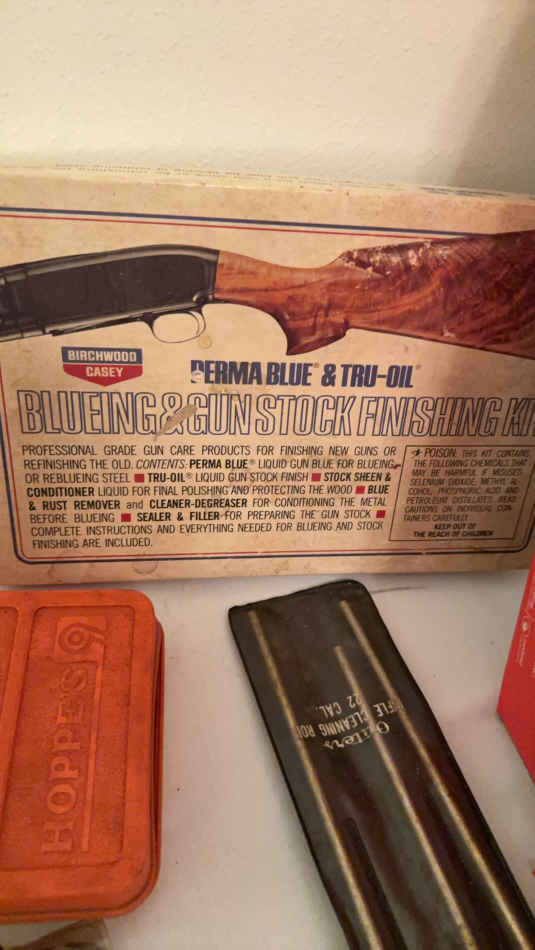 BIRCHWOOD
CASEY
PERMA BLUE® & TRU-OIL®
BLUEING & GUN STOCK FINISHING KIT
PROFESSIONAL GRADE GUN CARE PRODUCTS FOR FINISHING NEW GUNS OR
REFINISHING THE OLD. CONTENTS: PERMA BLUE® LIQUID GUN BLUE FOR BLUEING
OR REBLUEING STEEL ■ TRU-OIL® LIQUID GUN STOCK FINISH ■ STOCK SHEEN &
CONDITIONER LIQUID FOR FINAL POLISHING AND PROTECTING THE WOOD ■ BLUE
& RUST REMOVER and CLEANER-DEGREASER FOR CONDITIONING THE METAL
BEFORE BLUEING ■ SEALER & FILLER FOR PREPARING THE GUN STOCK ■
COMPLETE INSTRUCTIONS AND EVERYTHING NEEDED FOR BLUEING AND STOCK
FINISHING ARE INCLUDED.
POISON: THIS KIT CONTAINS
THE FOLLOWING CHEMICALS THAT
MAY BE HARMFUL IF MISUSED.
SELENIUM DIOXIDE, METHYL AL-
COHOL, PHOSPHORIC ACID AND
PETROLEUM DISTILLATES. READ
CAUTIONS ON INDIVIDUAL CON-
TAINERS CAREFULLY.
KEEP OUT OF
THE REACH OF CHILDREN
HOPPE'S 9
Outers
IFLE CLEANING ROD
22 CAL.